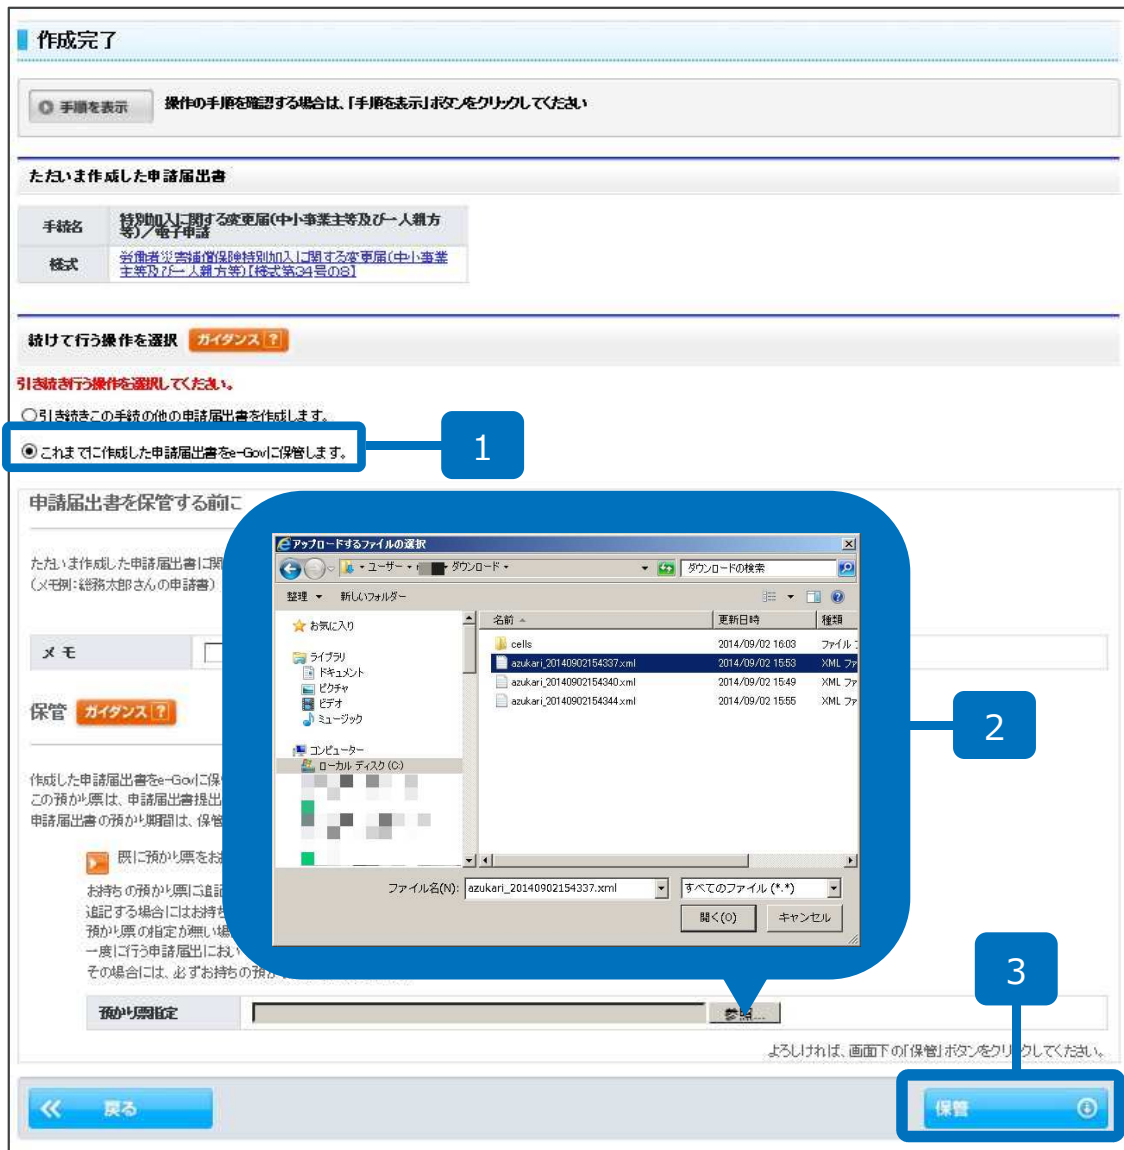 作成完了
手順を表示
操作の手順を確認する場合は、「手順を表示」ボタンをクリックしてください
ただいま作成した申請届出書
手続名
特別加入に関する変更届(中小事業主等及び一人親方
等)／電子申請
様式
労働者災害補償保険特別加入に関する変更届(中小事業
主等及び一人親方等)【様式第34号の8】
続けて行う操作を選択 ガイダンス ?
引き続き行う操作を選択してください。
引き続きこの手続の他の申請届出書を作成します。
これまでに作成した申請届出書をe-Govに保管します。
1
申請届出書を保管する前に
ただいま作成した申請届出書に関
(メモ例：総務太郎さんの申請書)
メモ
保管 ガイダンス ?
作成した申請届出書をe-Govに保
この預かり票は、申請届出書提出
申請届出書の預かり期間は、保管
既に預かり票をお
お持ちの預かり票に追記
追記する場合にはお持ち
預かり票の指定が無い場
一度に行う申請届出におい
その場合には、必ずお持ちの預か
アップロードするファイルの選択
ユーザー
ダウンロード
ダウンロードの検索
整理
新しいフォルダー
お気に入り
ライブラリ
ドキュメント
ピクチャ
ビデオ
ミュージック
コンピューター
ローカル ディスク (C:)
名前
更新日時
種類
cells
2014/09/02 16:03
ファイル
azukari_20140902154337.xml
2014/09/02 15:53
XML ファ
azukari_20140902154340.xml
2014/09/02 15:49
XML ファ
azukari_20140902154344.xml
2014/09/02 15:55
XML ファ
ファイル名(N):
azukari_20140902154337.xml
すべてのファイル (*.*)
開く(O)
キャンセル
2
預かり票指定
参照...
よろしければ、画面下の「保管」ボタンをクリックしてください。
3
戻る
保管